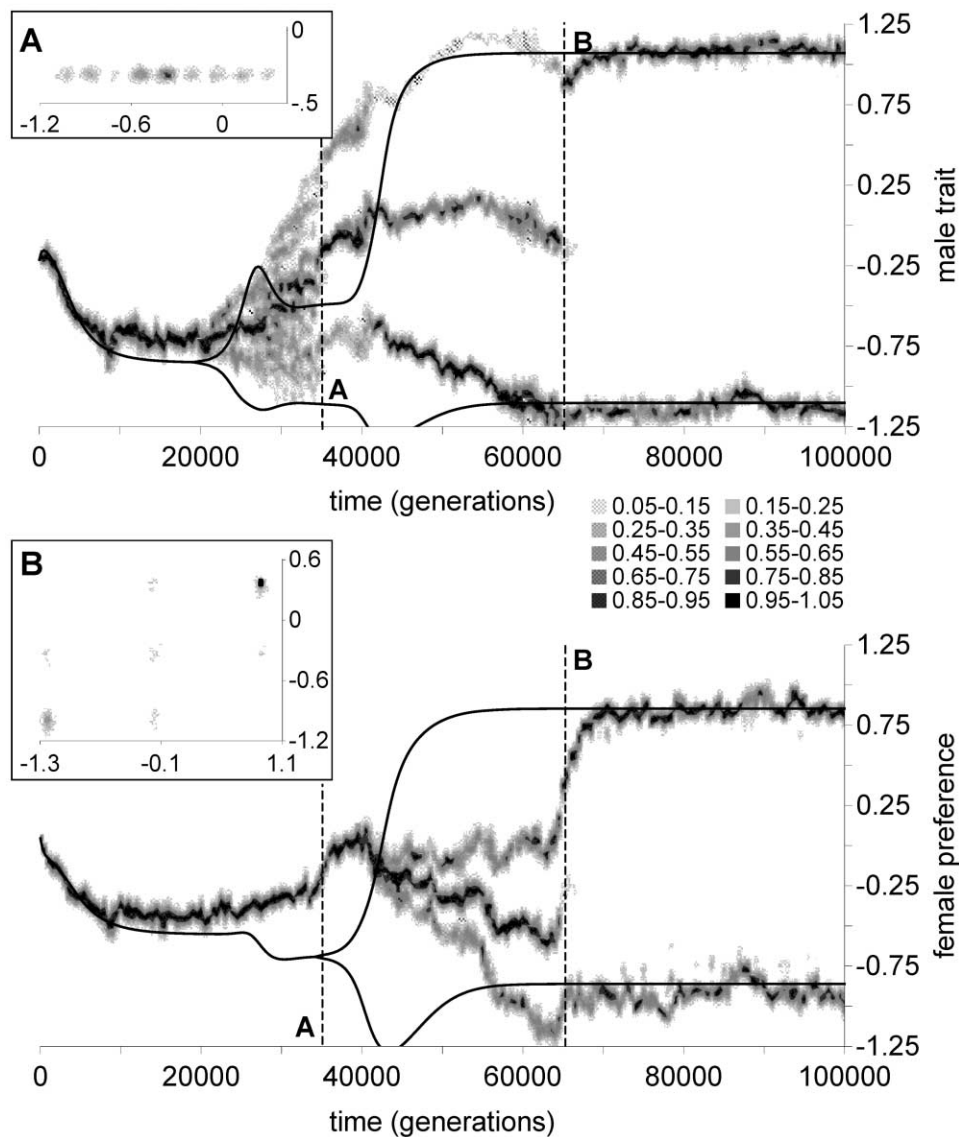 A
0
-.5
-1.2 -0.6 0
B
1.25
0.75
0.25
-0.25
-0.75
-1.25
male trait
A
0 20000 40000 60000 80000 100000
time (generations)
0.05-0.15 0.15-0.25
0.25-0.35 0.35-0.45
0.45-0.55 0.55-0.65
0.65-0.75 0.75-0.85
0.85-0.95 0.95-1.05
B
0.6
0
-0.6
-1.2
-1.3 -0.1 1.1
B
1.25
0.75
0.25
-0.25
-0.75
-1.25
female preference
A
0 20000 40000 60000 80000 100000
time (generations)